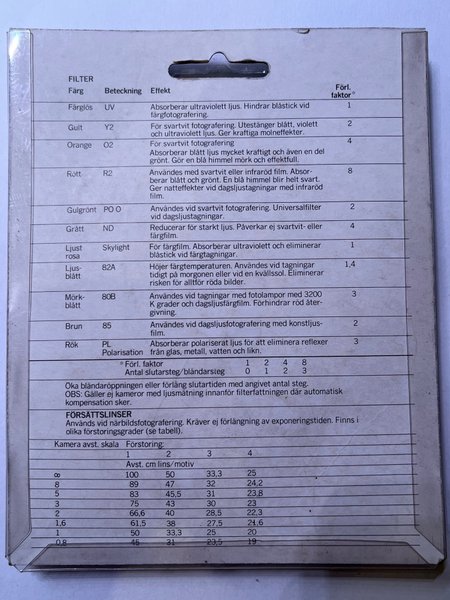 FILTER
Färg Beteckning Effekt Förl. faktor*
Färglös UV Absorberar ultraviolett ljus. Hindrar blåstick vid 1
färgfotografering.
Gult Y2 För svartvit fotografering. Utestänger blått, violett 2
och ultraviolett ljus. Ger kraftiga molneffekter.
Orange O2 För svartvit fotografering 4
Absorberar blått ljus mycket kraftigt och även en del
grönt. Gör en blå himmel mörk och effektfull.
Rött R2 Användes med svartvit eller infraröd film. Absor- 8
berar blått och grönt. En blå himmel blir helt svart.
Ger natteffekter vid dagsljustagningar med infraröd
film.
Gulgrönt PO O Användes vid svartvit fotografering. Universalfilter 2
vid dagsljustagningar.
Grått ND Reducerar för starkt ljus. Påverkar ej svartvit- eller 4
färgfilm.
Ljust Skylight För färgfilm. Absorberar ultraviolett och eliminerar 1
rosa blåstick vid färgtagningar.
Ljus- 82A Höjer färgtemperaturen. Användes vid tagningar 1,4
blått tidigt på morgonen eller vid en kvällssol. Eliminerar
risken för alltför röda bilder.
Mörk- 80B Användes vid tagningar med fotolampor med 3200 3
blått K grader och dagsljusfärgfilm. Förhindrar röd åter-
givning.
Brun 85 Användes vid dagsljusfotografering med konstljus- 2
film.
Rök PL Absorberar polariserat ljus för att eliminera reflexer 3
Polarisation från glas, metall, vatten och likn.
*Förl. faktor 1 2 4 8
Antal slutarsteg/bländarsteg 0 1 2 3
Öka bländaröppningen eller förläng slutartiden med angivet antal steg.
OBS: Gäller ej kameror med ljusmätning innanför filterfattningen där automatisk
kompensation sker.
FÖRSÄTTSLINSER
Används vid närbildsfotografering. Kräver ej förlängning av exponeringstiden. Finns i
olika förstoringsgrader (se tabell).
Kamera avst. skala Förstoring:
1 2 3 4
Avst. cm lins/motiv
∞ 100 50 33,3 25
8 89 47 32 24,2
5 83 45,5 31 23,8
3 75 43 30 23
2 66,6 40 28,5 22,3
1,6 61,5 38 27,5 21,6
1 50 33,3 25 20
0,8 45 31 23,5 19